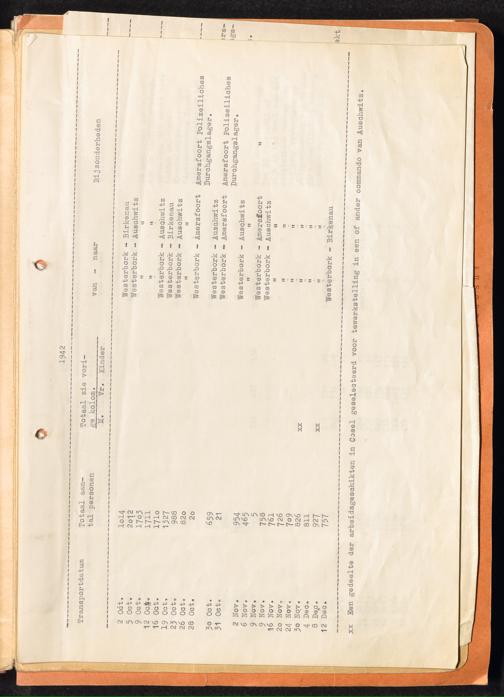 1942
Transportdatum Totaal aan- Totaal zie vori- van - naar Bijzonderheden
tal personen ge kolom.
M. Vr. Kinder
2 Oct. 1014 Westerbork - Birkenau
5 Oct. 2012 Westerbork - Auschwitz
9 Oct. 1703 " "
12 Oct. 1711 " "
16 Oct. 1710 Westerbork - Auschwitz
19 Oct. 1327 Westerbork - Birkenau
23 Oct. 988 Westerbork - Auschwitz
26 Oct. 820 "
28 Oct. 20 Westerbork - Amersfoort Amersfoort Polizeiliches
Durchgangslager.
30 Oct. 659 Westerbork - Auschwitz
31 Oct. 21 Westerbork - Amersfoort Amersfoort Polizeiliches
Durchgangslager.
2 Nov. 954 Westerbork - Auschwitz
6 Nov. 465 " "
9 Nov. 5 Westerbork - Amersfoort "
9 Nov. 758 Westerbork - Auschwitz
16 Nov. 761 " "
20 Nov. 726 " "
24 Nov. 709 " "
30 Nov. 826 xx " "
4 Dec. 811 " "
8 Dec. 927 xx " "
12 Dec. 757 Westerbork - Birkenau
xx Een gedeelte der arbeidsgeschikten in Cosel geselecteerd voor tewerkstelling in een of ander commando van Auschwitz.